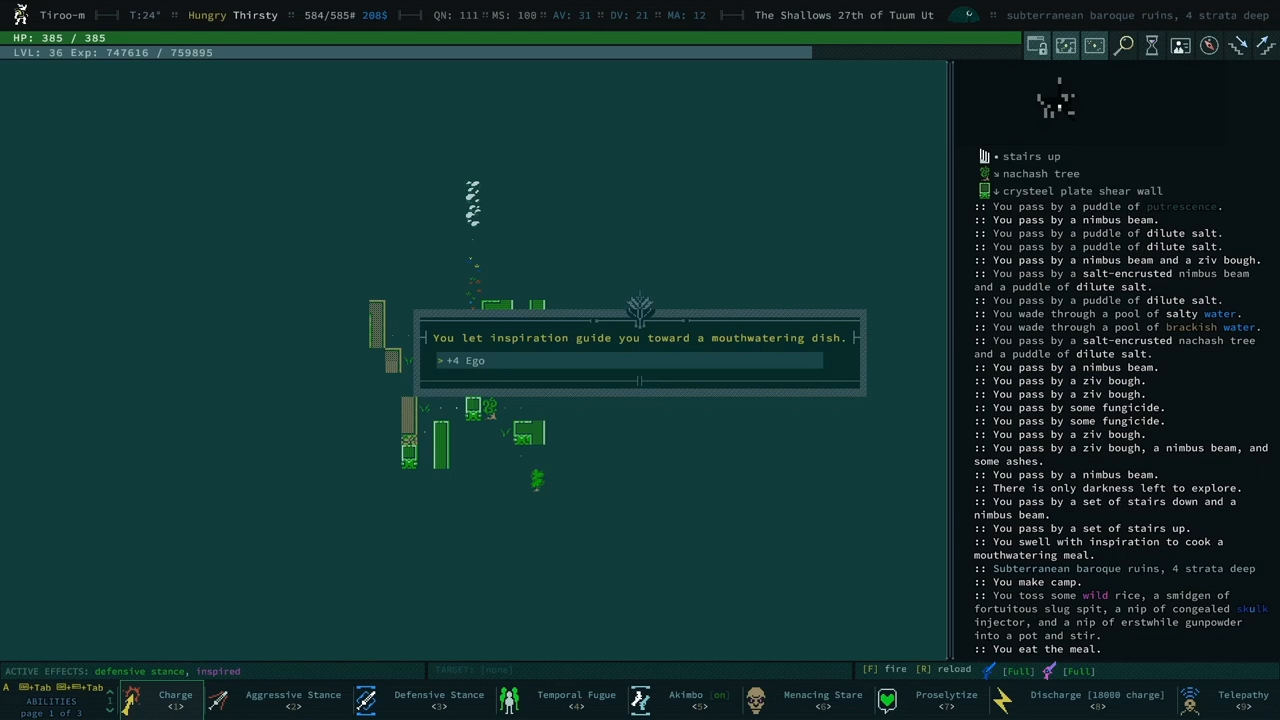 Tiroo-m T:24° :: Hungry Thirsty :: 584/585# 208$ QN: 111 :: MS: 100 :: AV: 31 :: DV: 21 :: MA: 12 The Shallows 27th of Tuum Ut :: subterranean baroque ruins, 4 strata deep
HP: 385 / 385
LVL: 36 Exp: 747616 / 759895
• stairs up
↘ nachash tree
↓ crysteel plate shear wall
:: You pass by a puddle of putrescence.
:: You pass by a nimbus beam.
:: You pass by a puddle of dilute salt.
:: You pass by a puddle of dilute salt.
:: You pass by a nimbus beam and a ziv bough.
:: You pass by a salt-encrusted nimbus beam
and a puddle of dilute salt.
:: You pass by a puddle of dilute salt.
:: You wade through a pool of salty water.
:: You wade through a pool of brackish water.
:: You pass by a salt-encrusted nachash tree
and a puddle of dilute salt.
:: You pass by a nimbus beam.
:: You pass by a ziv bough.
:: You pass by a ziv bough.
:: You pass by some fungicide.
:: You pass by some fungicide.
:: You pass by a ziv bough.
:: You pass by a ziv bough, a nimbus beam, and
some ashes.
:: You pass by a nimbus beam.
:: There is only darkness left to explore.
:: You pass by a set of stairs down and a
nimbus beam.
:: You pass by a set of stairs up.
:: You swell with inspiration to cook a
mouthwatering meal.
:: Subterranean baroque ruins, 4 strata deep
:: You make camp.
:: You toss some wild rice, a smidgen of
fortuitous slug spit, a nip of congealed skulk
injector, and a nip of erstwhile gunpowder
into a pot and stir.
:: You eat the meal.
You let inspiration guide you toward a mouthwatering dish.
> +4 Ego
ACTIVE EFFECTS: defensive stance, inspired
TARGET: [none]
[F] fire [R] reload [Full] [Full]
A +Tab +Tab
ABILITIES 1
page 1 of 3
Charge <1>
Aggressive Stance <2>
Defensive Stance <3>
Temporal Fugue <4>
Akimbo [on] <5>
Menacing Stare <6>
Proselytize <7>
Discharge [18000 charge] <8>
Telepathy <9>